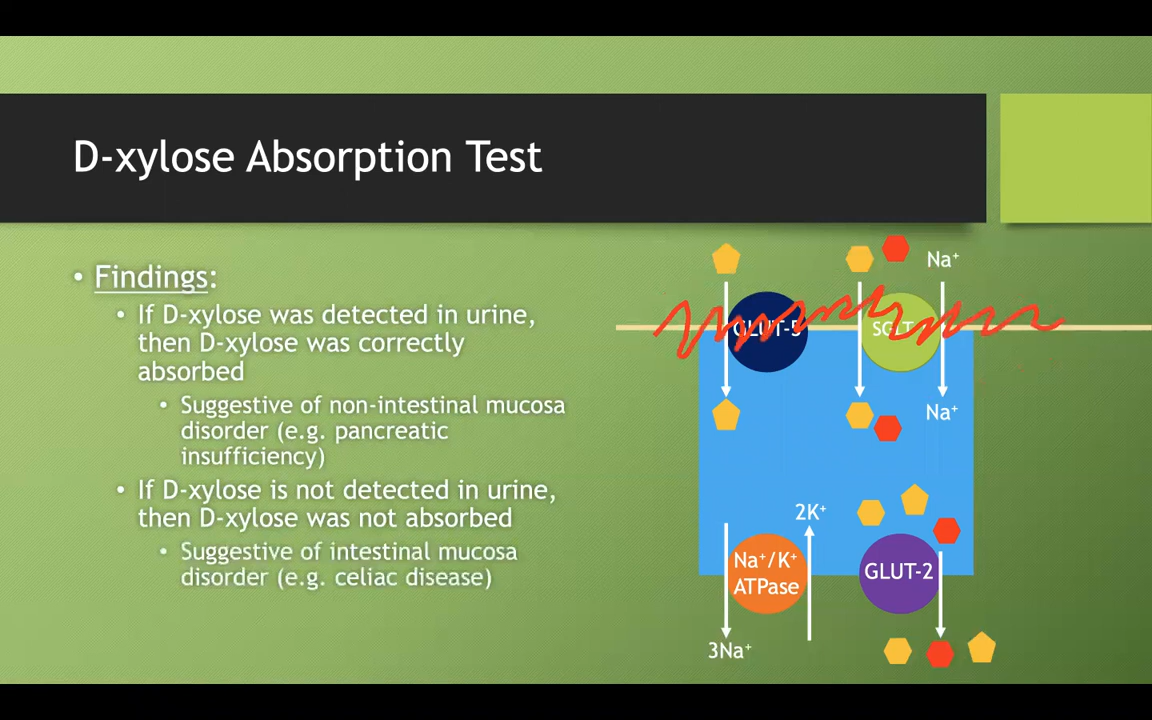 D-xylose Absorption Test
• Findings:
• If D-xylose was detected in urine,
then D-xylose was correctly
absorbed
• Suggestive of non-intestinal mucosa
disorder (e.g. pancreatic
insufficiency)
• If D-xylose is not detected in urine,
then D-xylose was not absorbed
• Suggestive of intestinal mucosa
disorder (e.g. celiac disease)
Na⁺
GLUT-5
SGLT
Na⁺
2K⁺
Na⁺/K⁺
ATPase
GLUT-2
3Na⁺